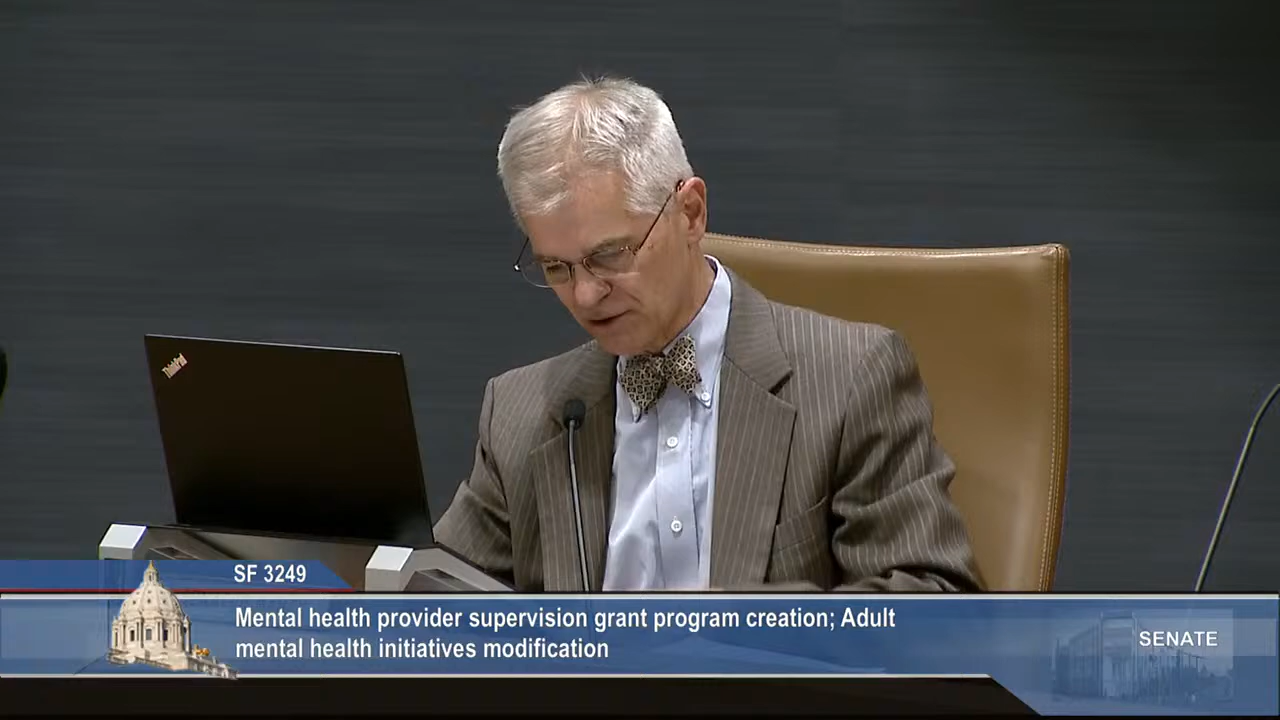 ThinkPad
SF 3249
Mental health provider supervision grant program creation; Adult
mental health initiatives modification
SENATE